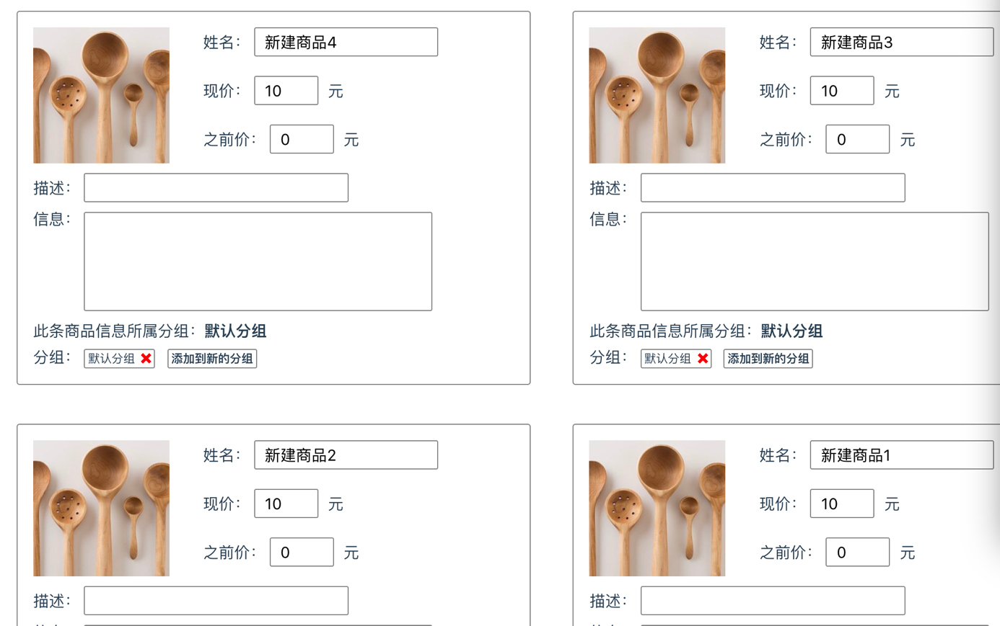 姓名： 新建商品4
现价： 10 元
之前价： 0 元
描述：
信息：
此条商品信息所属分组：默认分组
分组： 默认分组 ❌ 添加到新的分组
姓名： 新建商品3
现价： 10 元
之前价： 0 元
描述：
信息：
此条商品信息所属分组：默认分组
分组： 默认分组 ❌ 添加到新的分组
姓名： 新建商品2
现价： 10 元
之前价： 0 元
描述：
姓名： 新建商品1
现价： 10 元
之前价： 0 元
描述：